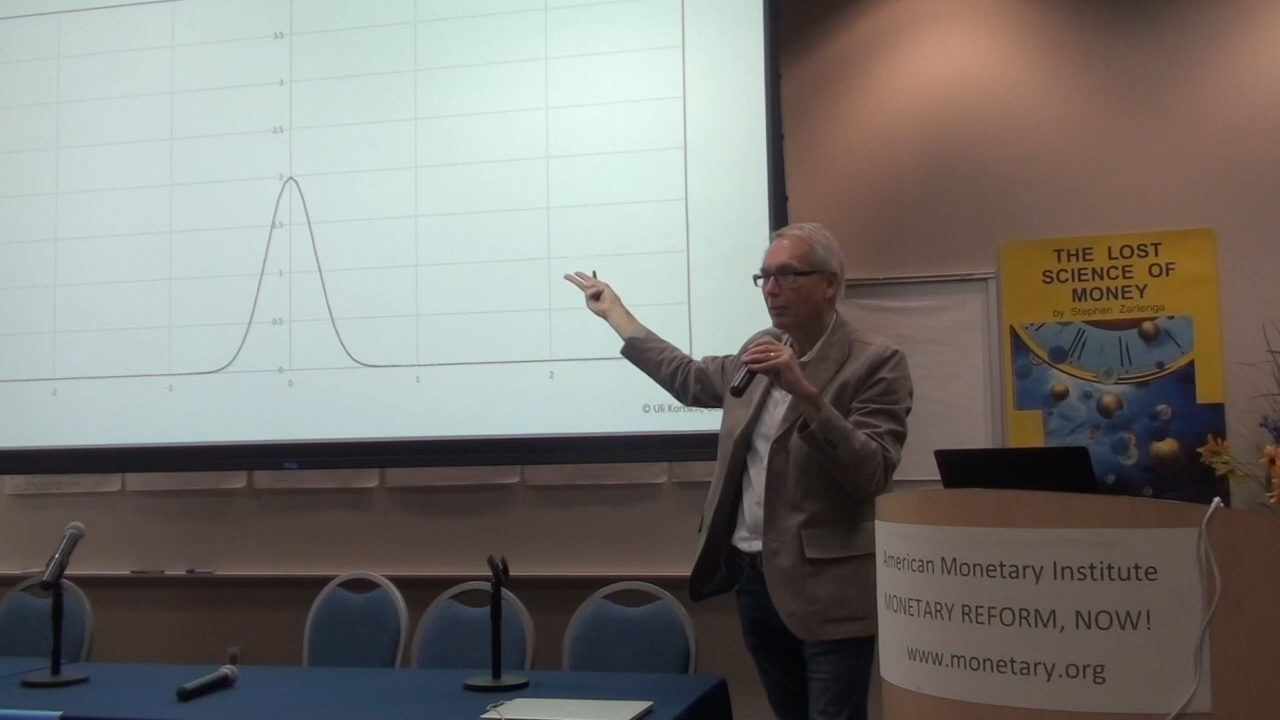 3.5
3
2.5
2
1.5
1
0.5
0
-2
-1
0
1
2
© Uli
THE LOST
SCIENCE OF
MONEY
by Stephen Zarlenga
American Monetary Institute
MONETARY REFORM, NOW!
www.monetary.org